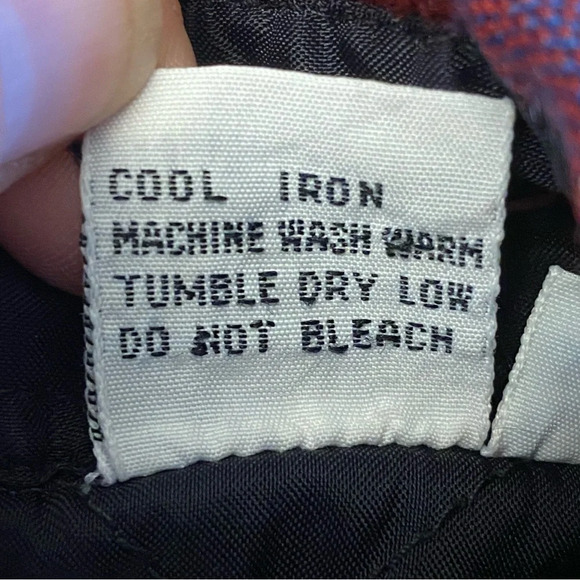 COOL IRON
MACHINE WASH WARM
TUMBLE DRY LOW
DO NOT BLEACH